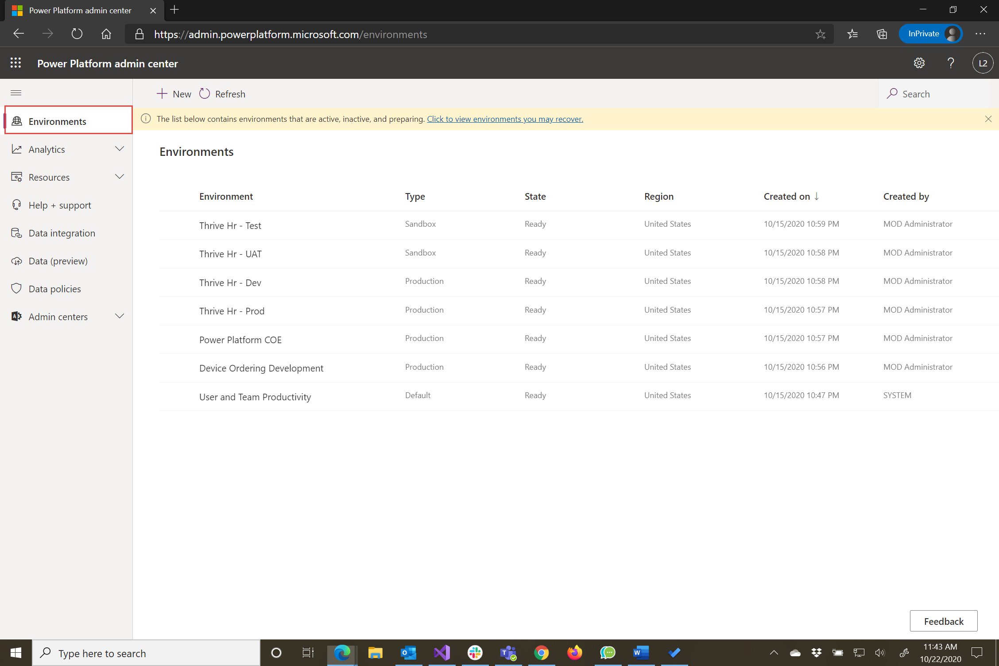 Power Platform admin center
https://admin.powerplatform.microsoft.com/environments
InPrivate
Power Platform admin center
L2
New
Refresh
Search
Environments
The list below contains environments that are active, inactive, and preparing. Click to view environments you may recover.
Analytics
Resources
Help + support
Data integration
Data (preview)
Data policies
Admin centers
Environments
Environment Type State Region Created on ↓ Created by
Thrive Hr - Test Sandbox Ready United States 10/15/2020 10:59 PM MOD Administrator
Thrive Hr - UAT Sandbox Ready United States 10/15/2020 10:58 PM MOD Administrator
Thrive Hr - Dev Production Ready United States 10/15/2020 10:58 PM MOD Administrator
Thrive Hr - Prod Production Ready United States 10/15/2020 10:57 PM MOD Administrator
Power Platform COE Production Ready United States 10/15/2020 10:57 PM MOD Administrator
Device Ordering Development Production Ready United States 10/15/2020 10:56 PM MOD Administrator
User and Team Productivity Default Ready United States 10/15/2020 10:47 PM SYSTEM
Feedback
Type here to search
11:43 AM
10/22/2020